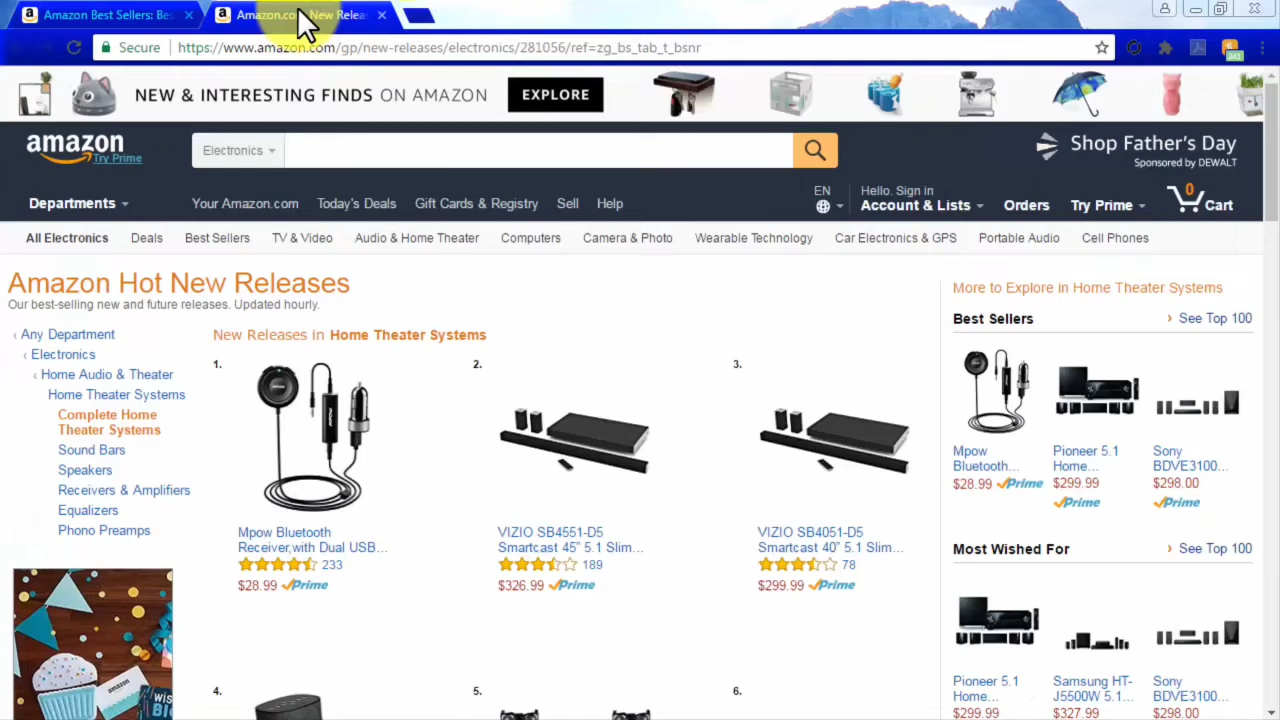 Amazon Best Sellers: Bes
Amazon.co New Relea
Secure
https://www.amazon.com/gp/new-releases/electronics/281056/ref=zg_bs_tab_t_bsnr
NEW & INTERESTING FINDS ON AMAZON
EXPLORE
amazon
Try Prime
Electronics
Shop Father's Day
Sponsored by DEWALT
Departments
Your Amazon.com
Today's Deals
Gift Cards & Registry
Sell
Help
EN
Hello. Sign in
Account & Lists
Orders
Try Prime
0
Cart
All Electronics
Deals
Best Sellers
TV & Video
Audio & Home Theater
Computers
Camera & Photo
Wearable Technology
Car Electronics & GPS
Portable Audio
Cell Phones
Amazon Hot New Releases
Our best-selling new and future releases. Updated hourly.
‹ Any Department
‹ Electronics
‹ Home Audio & Theater
Home Theater Systems
Complete Home
Theater Systems
Sound Bars
Speakers
Receivers & Amplifiers
Equalizers
Phono Preamps
amazon
New Releases in Home Theater Systems
1.
Mpow Bluetooth
Receiver,with Dual USB...
233
$28.99 Prime
2.
VIZIO SB4551-D5
Smartcast 45” 5.1 Slim...
189
$326.99 Prime
3.
VIZIO SB4051-D5
Smartcast 40” 5.1 Slim...
78
$299.99 Prime
4.
5.
6.
More to Explore in Home Theater Systems
Best Sellers
› See Top 100
Mpow
Bluetooth...
$28.99 Prime
Pioneer 5.1
Home...
$299.99
Prime
Sony
BDVE3100...
$298.00
Prime
Most Wished For
› See Top 100
Pioneer 5.1
Home...
$299.99
Samsung HT-
J5500W 5.1...
$327.99
Sony
BDVE3100...
$298.00